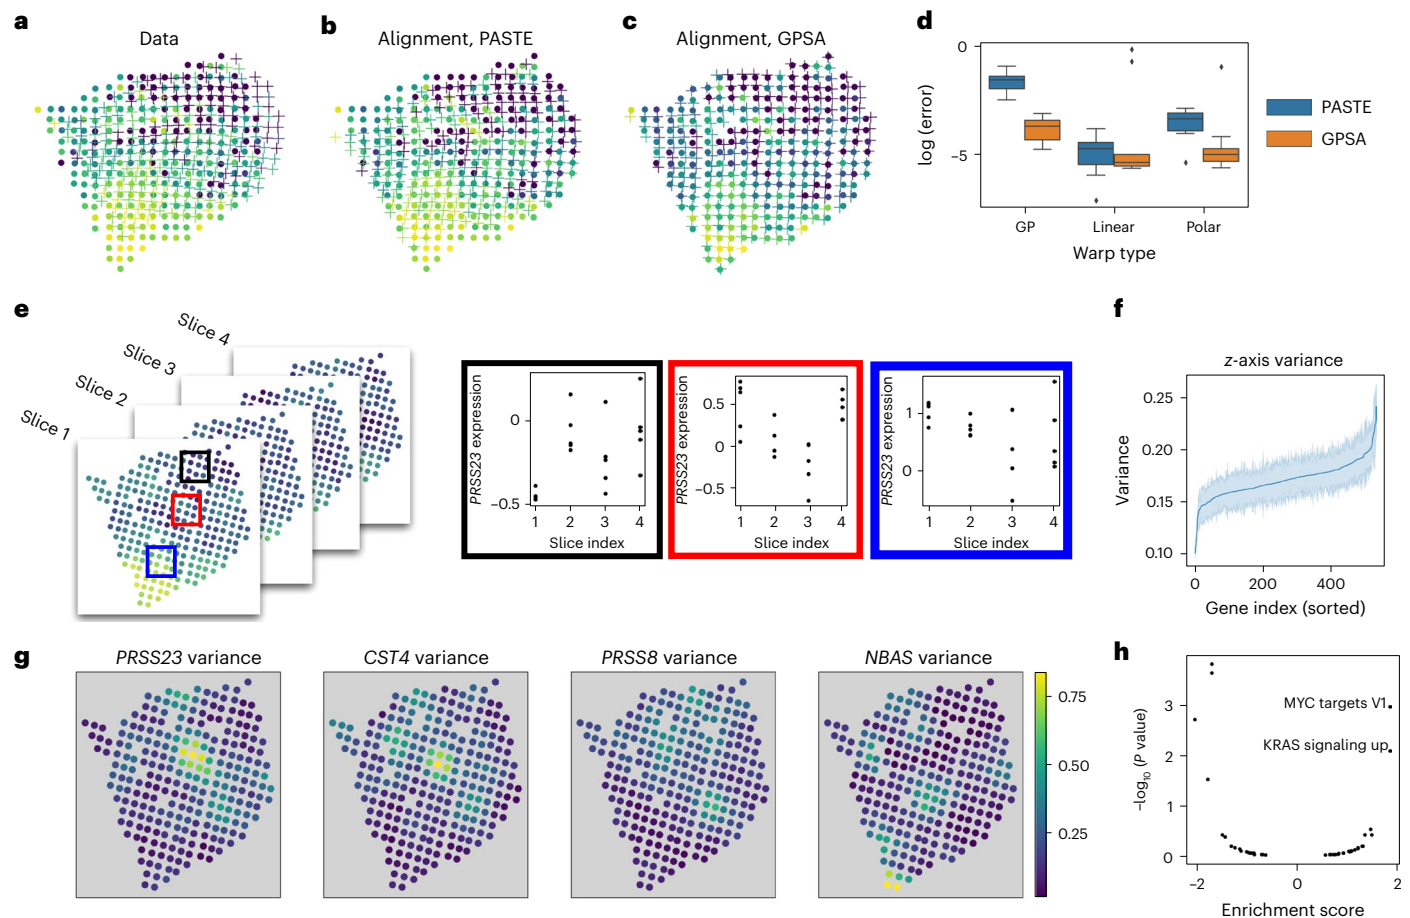 a
Data
b
Alignment, PASTE
c
Alignment, GPSA
d
0
−5
log (error)
GP
Linear
Polar
Warp type
PASTE
GPSA
e
Slice 4
Slice 3
Slice 2
Slice 1
PRSS23 expression
0
−0.5
1 2 3 4
Slice index
PRSS23 expression
0.5
0
−0.5
1 2 3 4
Slice index
PRSS23 expression
1
0
1 2 3 4
Slice index
f
z-axis variance
Variance
0.25
0.20
0.15
0.10
0 200 400
Gene index (sorted)
g
PRSS23 variance
CST4 variance
PRSS8 variance
NBAS variance
0.75
0.50
0.25
h
−log10 (P value)
3
2
1
0
MYC targets V1
KRAS signaling up
−2 0 2
Enrichment score